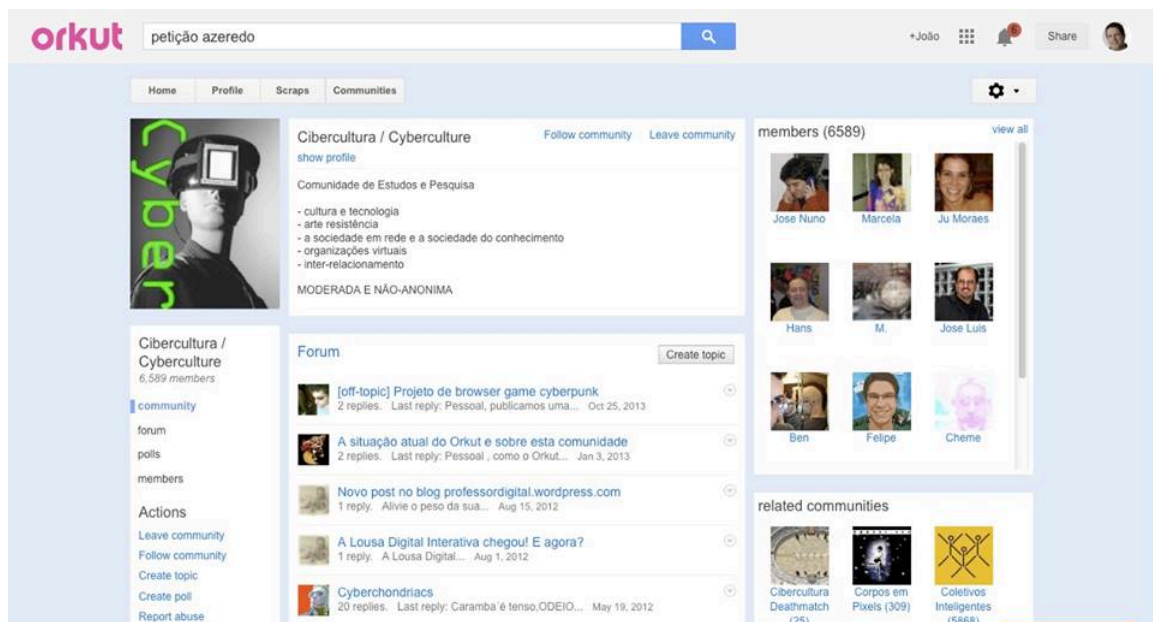 orkut
petição azeredo
+João
6
Share
Home Profile Scraps Communities
Cyber
Cibercultura / Cyberculture Follow community Leave community
show profile
Comunidade de Estudos e Pesquisa
- cultura e tecnologia
- arte resistência
- a sociedade em rede e a sociedade do conhecimento
- organizações virtuais
- inter-relacionamento
MODERADA E NÃO-ANONIMA
Cibercultura /
Cyberculture
6,589 members
community
forum
polls
members
Actions
Leave community
Follow community
Create topic
Create poll
Report abuse
Forum Create topic
[off-topic] Projeto de browser game cyberpunk
2 replies. Last reply: Pessoal, publicamos uma... Oct 25, 2013
A situação atual do Orkut e sobre esta comunidade
2 replies. Last reply: Pessoal , como o Orkut... Jan 3, 2013
Novo post no blog professordigital.wordpress.com
1 reply. Alivie o peso da sua... Aug 15, 2012
A Lousa Digital Interativa chegou! E agora?
1 reply. A Lousa Digital... Aug 1, 2012
Cyberchondriacs
20 replies. Last reply: Caramba´é tenso,ODEIO... May 19, 2012
members (6589) view all
Jose Nuno Marcela Ju Moraes
Hans M. Jose Luis
Ben Felipe Cheme
related communities
Cibercultura Corpos em Coletivos
Deathmatch Pixels (309) Inteligentes
(25) (5868)